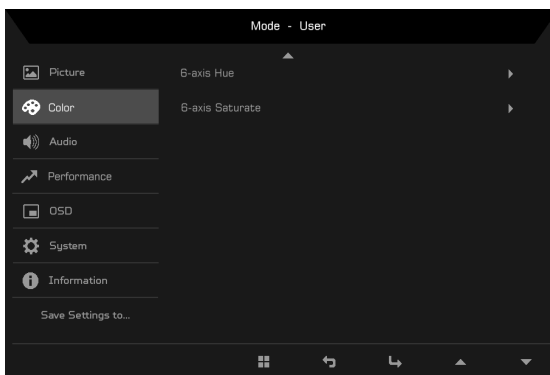 Mode - User
Picture
6-axis Hue
Color
6-axis Saturate
Audio
Performance
OSD
System
Information
Save Settings to...